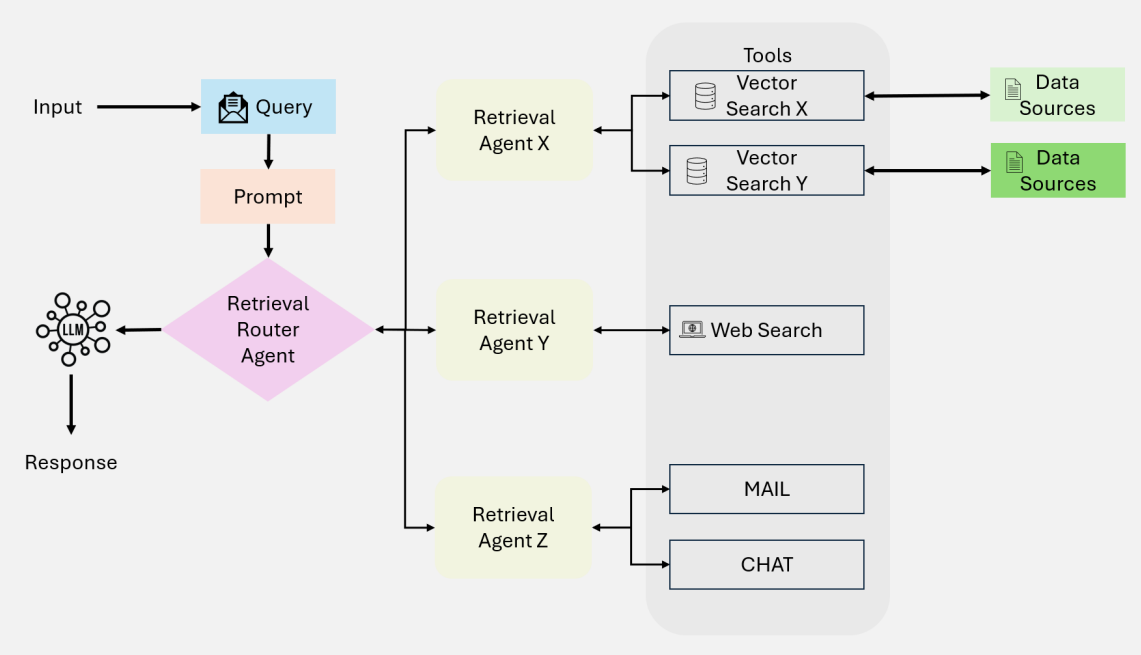 Input
Query
Prompt
Retrieval
Router
Agent
LLM
Response
Retrieval
Agent X
Retrieval
Agent Y
Retrieval
Agent Z
Tools
Vector
Search X
Vector
Search Y
Web Search
MAIL
CHAT
Data
Sources
Data
Sources